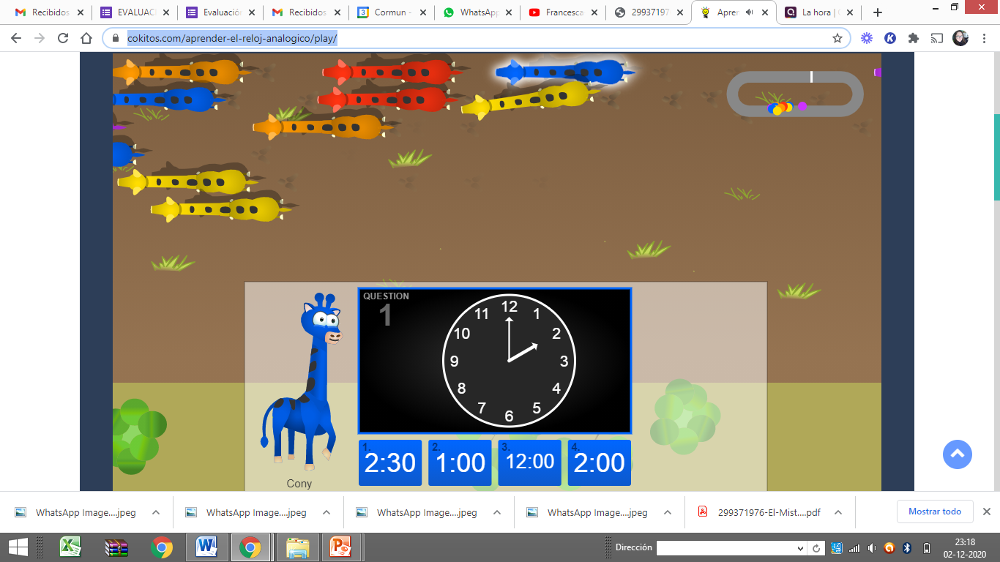 Recibidos
EVALUAC
Evaluación
Recibidos
3 Cormun -
WhatsApp
Francesca
29937197
Apren
La hora | C
cokitos.com/aprender-el-reloj-analogico/play/
QUESTION
1
12
11 1
10 2
9 3
8 4
7 5
6
1. 2:30
2. 1:00
3. 12:00
4. 2:00
Cony
WhatsApp Image....jpeg
WhatsApp Image....jpeg
WhatsApp Image....jpeg
WhatsApp Image....jpeg
299371976-El-Mist....pdf
Mostrar todo
Dirección
23:18
02-12-2020